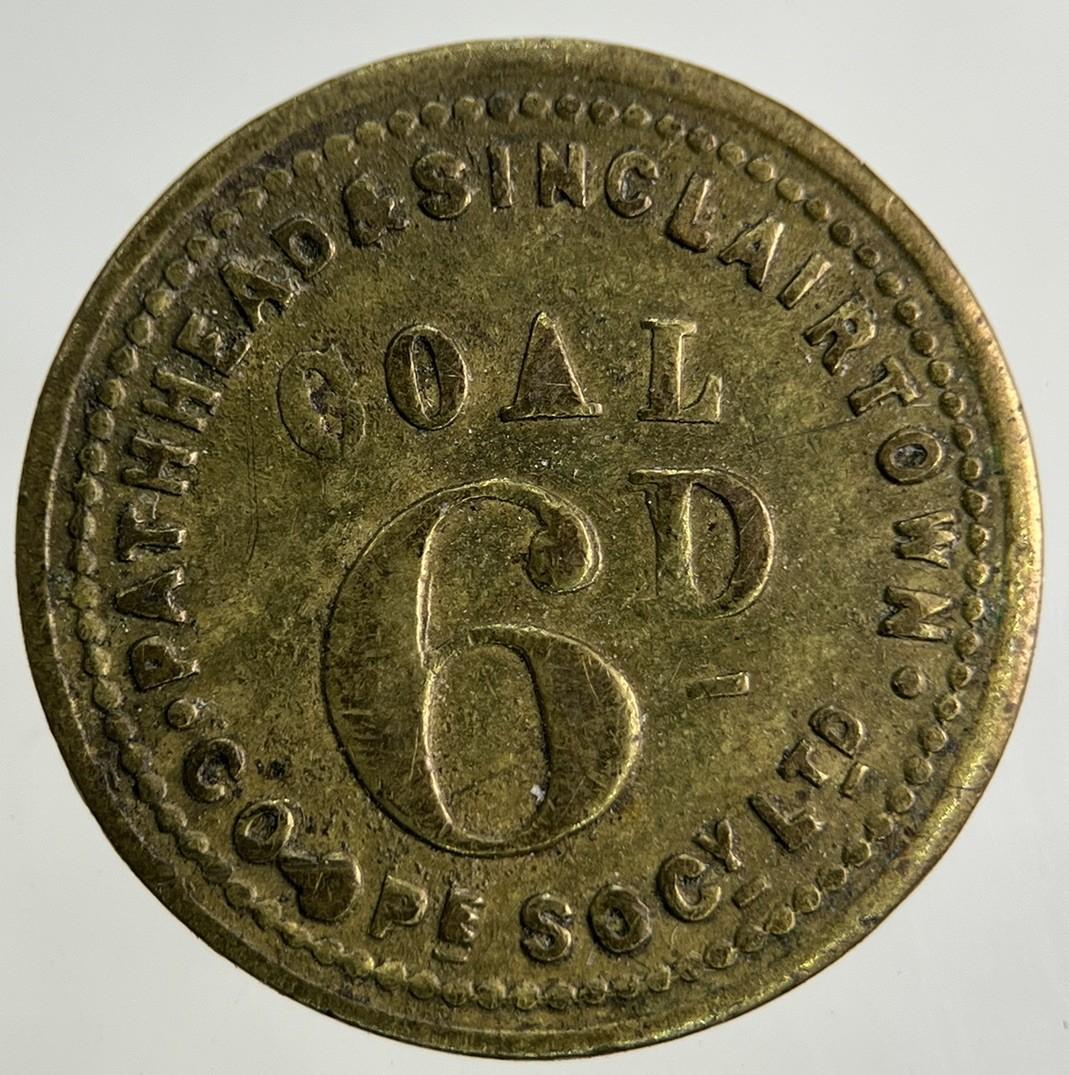 PATHHEAD & SINCLAIRTOWN.
COAL
6D
CO-OPE SOCY LTD